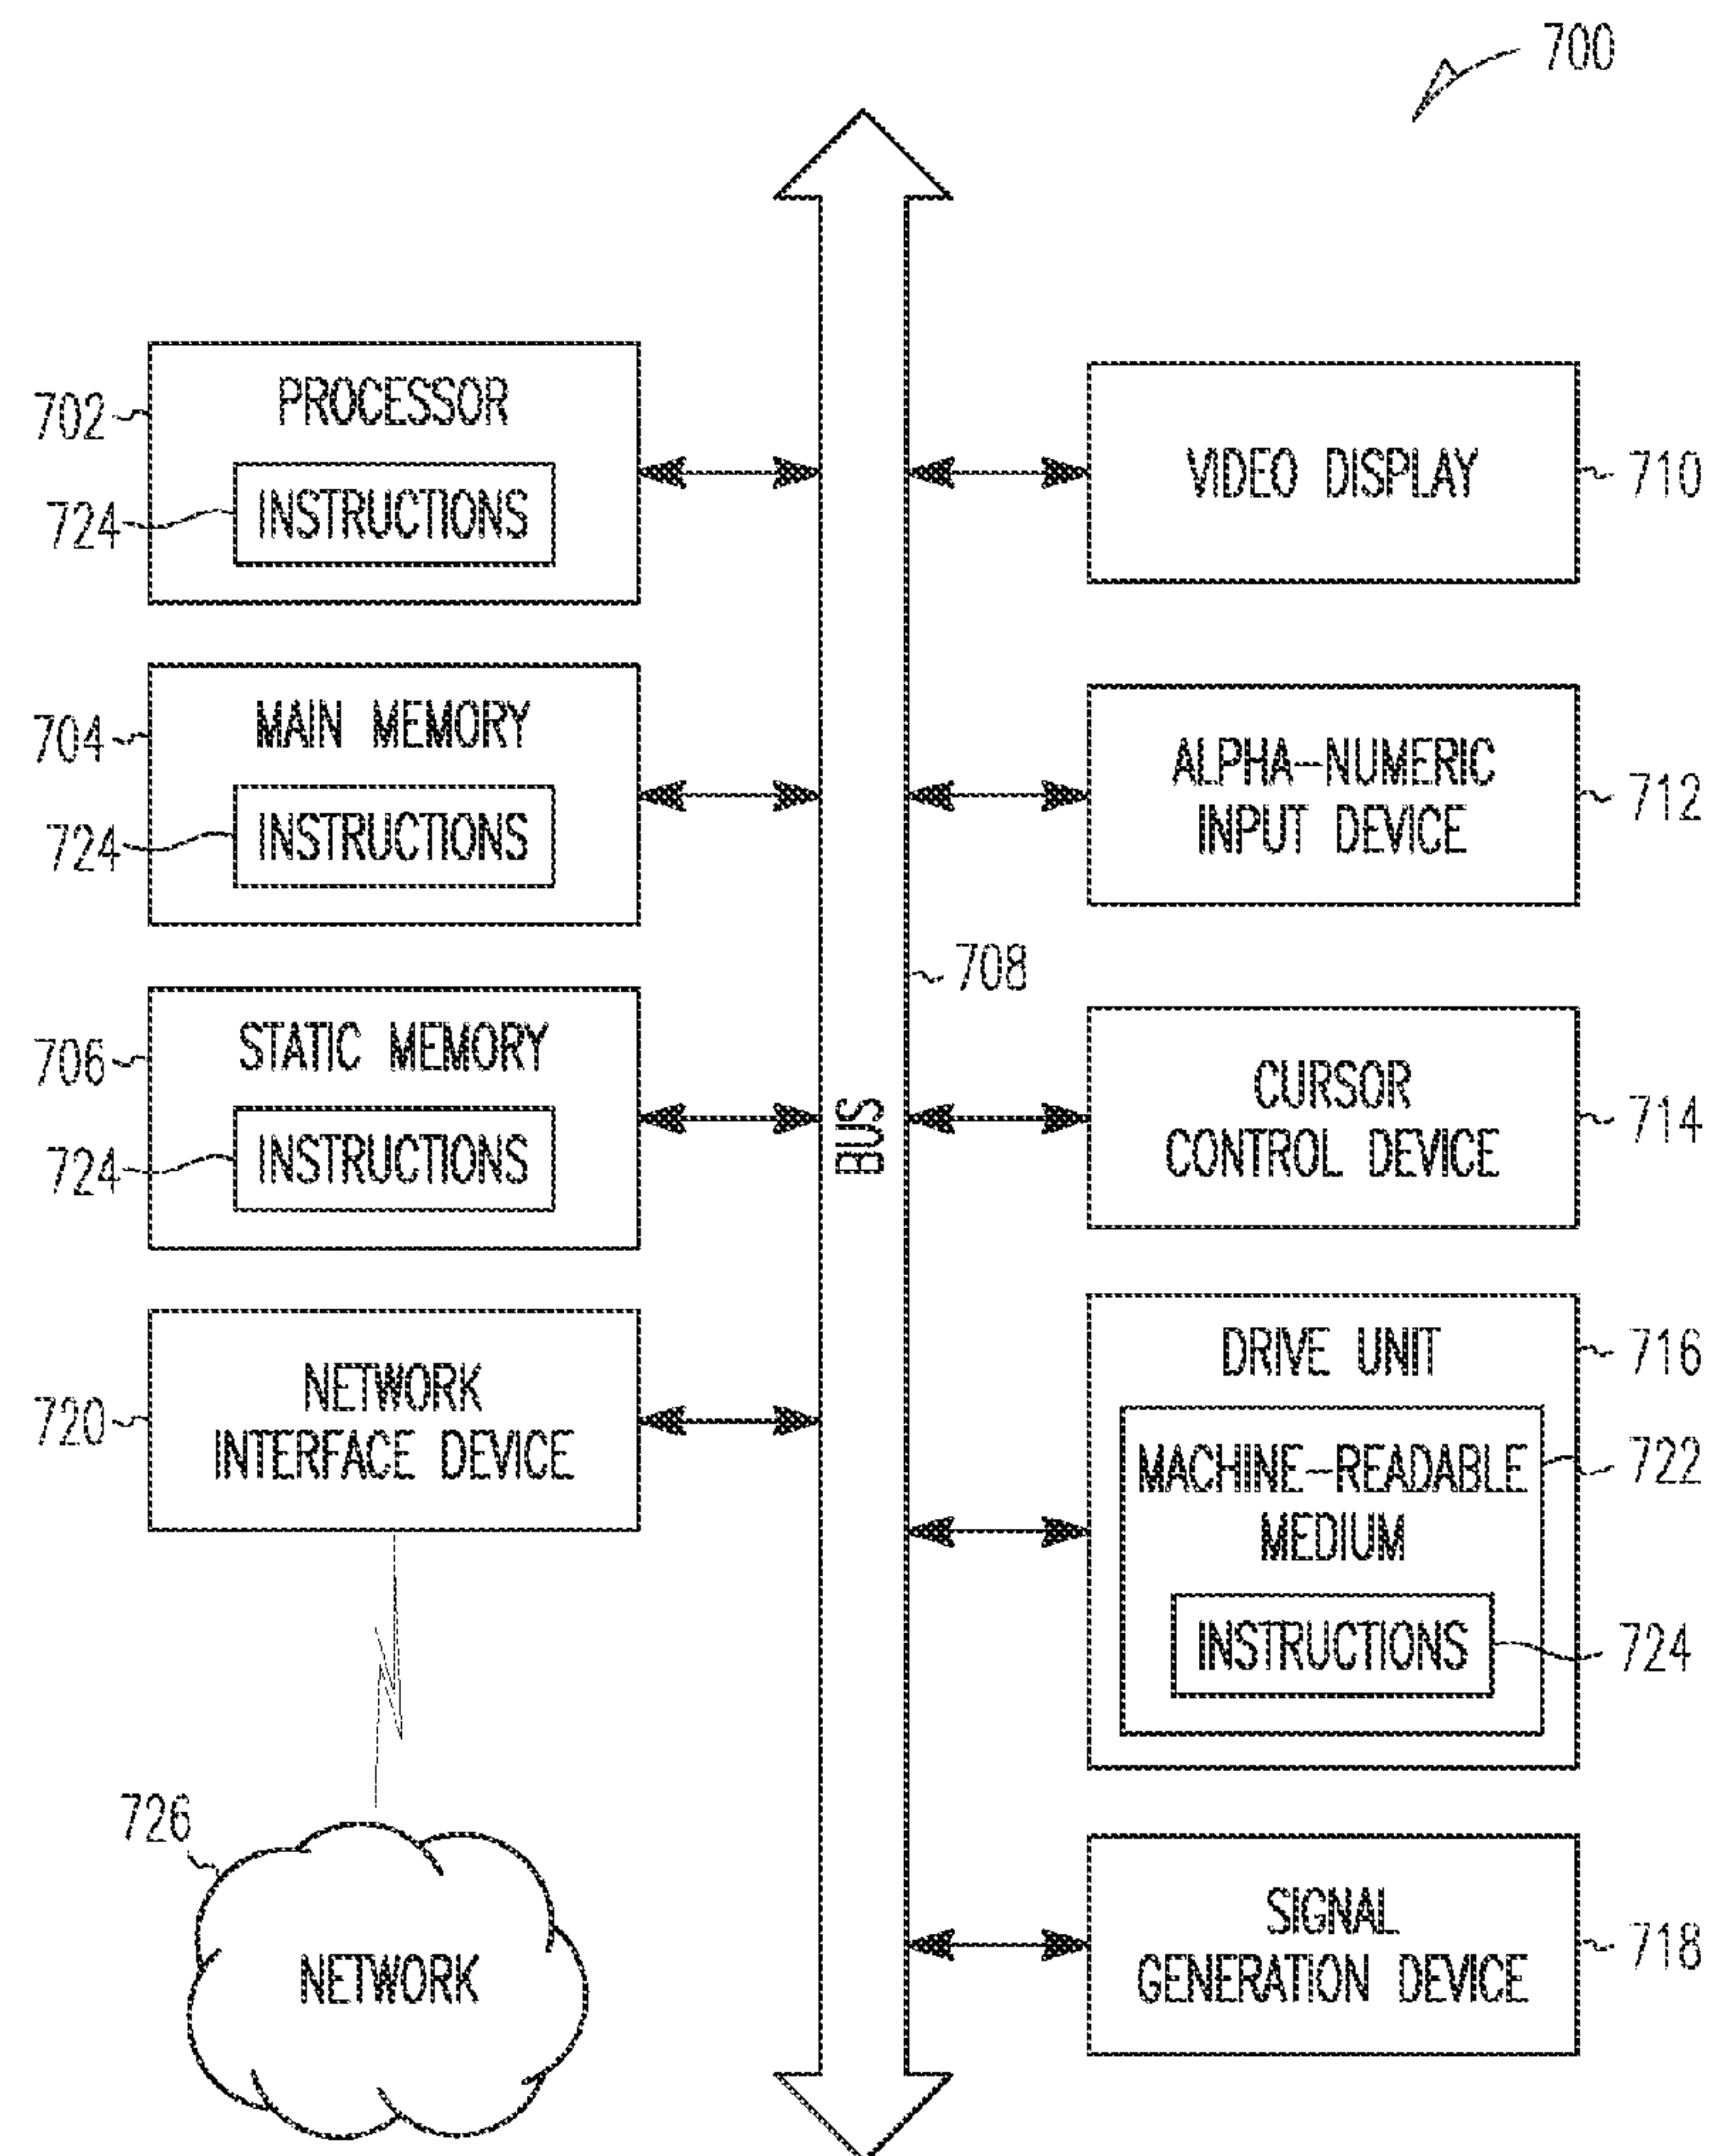 700
PROCESSOR
702
INSTRUCTIONS
724
MAIN MEMORY
704
INSTRUCTIONS
724
STATIC MEMORY
706
INSTRUCTIONS
724
NETWORK
INTERFACE DEVICE
720
726
NETWORK
BUS
708
VIDEO DISPLAY
710
ALPHA-NUMERIC
INPUT DEVICE
712
CURSOR
CONTROL DEVICE
714
DRIVE UNIT
716
MACHINE-READABLE
MEDIUM
722
INSTRUCTIONS
724
SIGNAL
GENERATION DEVICE
718